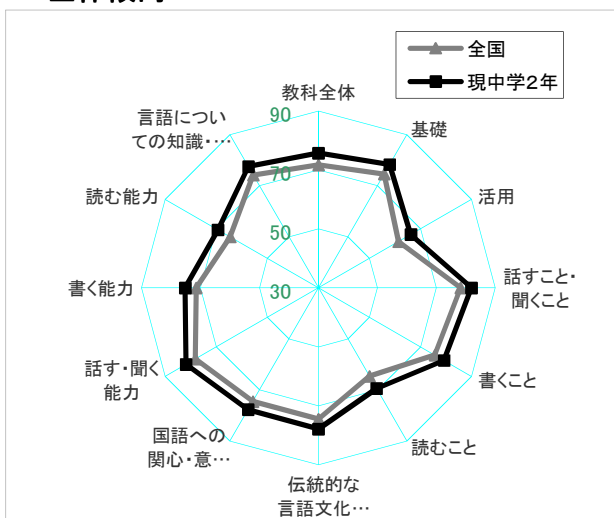 全国
現中学2年
教科全体
基礎
活用
話すこと・
聞くこと
書くこと
読むこと
伝統的な
言語文化…
国語への
関心・意…
話す・聞く
能力
書く能力
読む能力
言語につい
ての知識・…
90
70
50
30